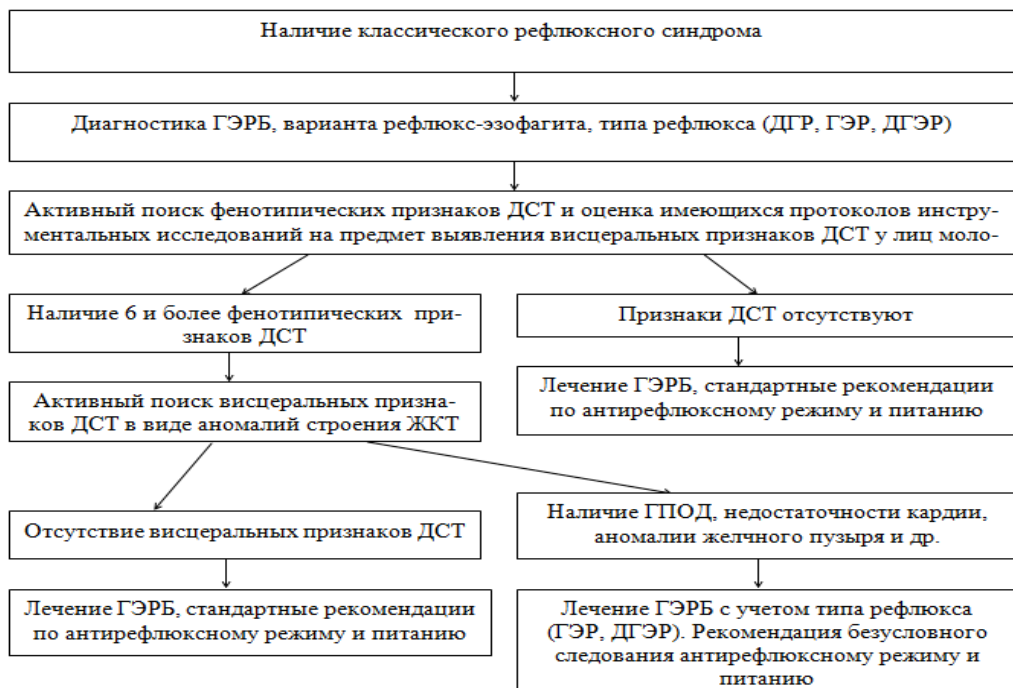 Наличие классического рефлюксного синдрома
Диагностика ГЭРБ, варианта рефлюкс-эзофагита, типа рефлюкса (ДГР, ГЭР, ДГЭР)
Активный поиск фенотипических признаков ДСТ и оценка имеющихся протоколов инстру-
ментальных исследований на предмет выявления висцеральных признаков ДСТ у лиц моло-
Наличие 6 и более фенотипических при-
знаков ДСТ
Признаки ДСТ отсутствуют
Активный поиск висцеральных призна-
ков ДСТ в виде аномалий строения ЖКТ
Лечение ГЭРБ, стандартные рекомендации
по антирефлюксному режиму и питанию
Отсутствие висцеральных признаков ДСТ
Наличие ГПОД, недостаточности кардии,
аномалии желчного пузыря и др.
Лечение ГЭРБ, стандартные рекомендации
по антирефлюксному режиму и питанию
Лечение ГЭРБ с учетом типа рефлюкса
(ГЭР, ДГЭР). Рекомендация безусловного
следования антирефлюксному режиму и
питанию